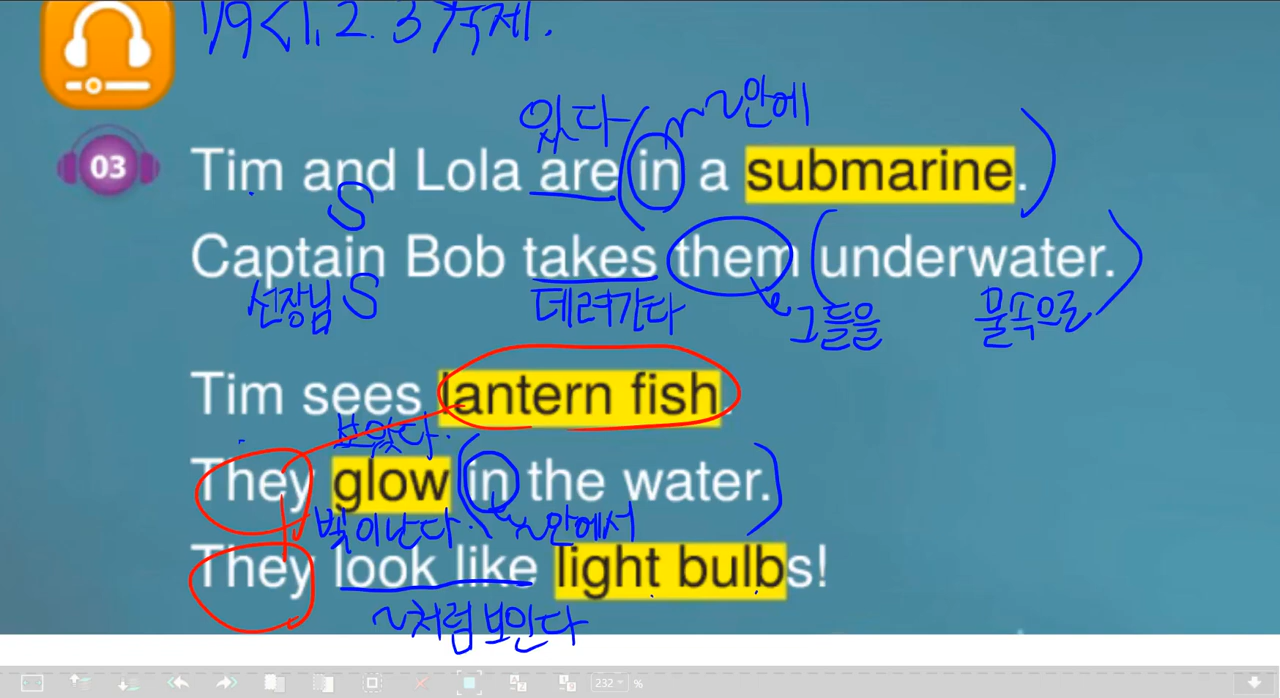 1/9 < 1, 2. 3 > 숙제.
있다 ~안에
03 Tim and Lola are in a submarine.
S
Captain Bob takes them underwater.
선장님 S 데려간다 그들을 물속으로
Tim sees lantern fish.
보았다.
They glow in the water.
빛이난다. ~안에서
They look like light bulbs!
~처럼 보인다
232 %